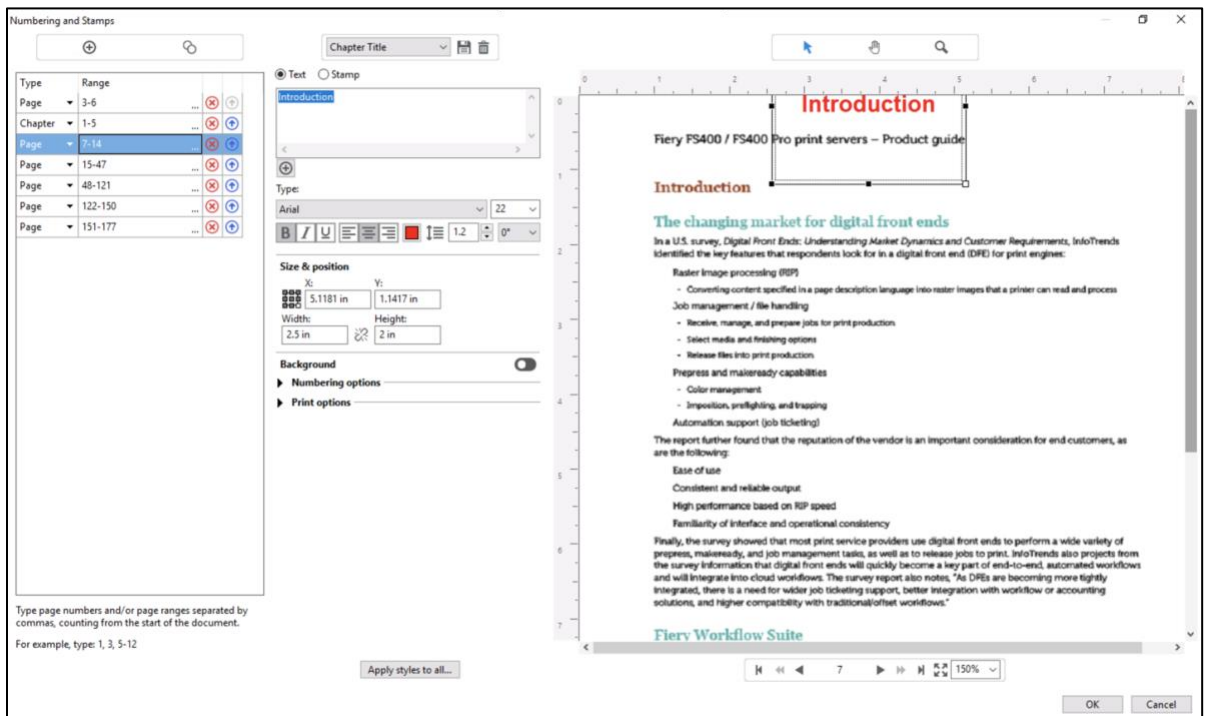 Numbering and Stamps
Chapter Title
Type Range
Page 3-6 ...
Chapter 1-5 ...
Page 7-14 ...
Page 15-47 ...
Page 48-121 ...
Page 122-150 ...
Page 151-177 ...
Type page numbers and/or page ranges separated by
commas, counting from the start of the document.
For example, type: 1, 3, 5-12
Text Stamp
Introduction
Type:
Arial 22
B I U 1.2 0°
Size & position
X: Y:
5.1181 in 1.1417 in
Width: Height:
2.5 in 2 in
Background
Numbering options
Print options
Apply styles to all...
0 1 2 3 4 5 6 7
0
1
2
3
4
5
6
7
Introduction
Fiery FS400 / FS400 Pro print servers – Product guide
Introduction
The changing market for digital front ends
In a U.S. survey, Digital Front Ends: Understanding Market Dynamics and Customer Requirements, InfoTrends
identified the key features that respondents look for in a digital front end (DFE) for print engines:
Raster image processing (RIP)
- Converting content specified in a page description language into raster images that a printer can read and process
Job management / file handling
- Receive, manage, and prepare jobs for print production
- Select media and finishing options
- Release files into print production
Prepress and makeready capabilities
- Color management
- Imposition, preflighting, and trapping
Automation support (job ticketing)
The report further found that the reputation of the vendor is an important consideration for end customers, as
are the following:
Ease of use
Consistent and reliable output
High performance based on RIP speed
Familiarity of interface and operational consistency
Finally, the survey showed that most print service providers use digital front ends to perform a wide variety of
prepress, makeready, and job management tasks, as well as to release jobs to print. InfoTrends also projects from
the survey information that digital front ends will quickly become a key part of end-to-end, automated workflows
and will integrate into cloud workflows. The survey report also notes, "As DFEs are becoming more tightly
integrated, there is a need for wider job ticketing support, better integration with workflow or accounting
solutions, and higher compatibility with traditional/offset workflows."
Fiery Workflow Suite
7 150%
OK Cancel